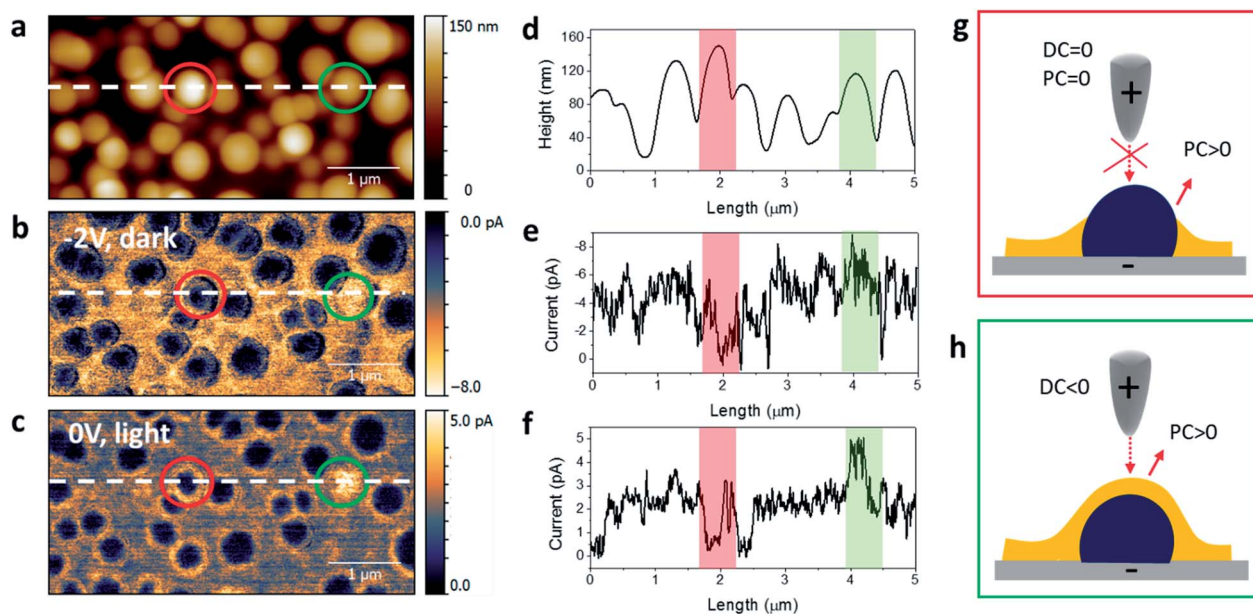 a
150 nm
0
1 µm
b
-2V, dark
0.0 pA
-8.0
1 µm
c
0V, light
5.0 pA
0.0
1 µm
d
Height (nm)
160
120
80
40
0
0 1 2 3 4 5
Length (µm)
e
Current (pA)
-8
-6
-4
-2
0
0 1 2 3 4 5
Length (µm)
f
Current (pA)
5
4
3
2
1
0
0 1 2 3 4 5
Length (µm)
g
DC=0
PC=0
+
PC>0
-
h
DC<0
+
PC>0
-